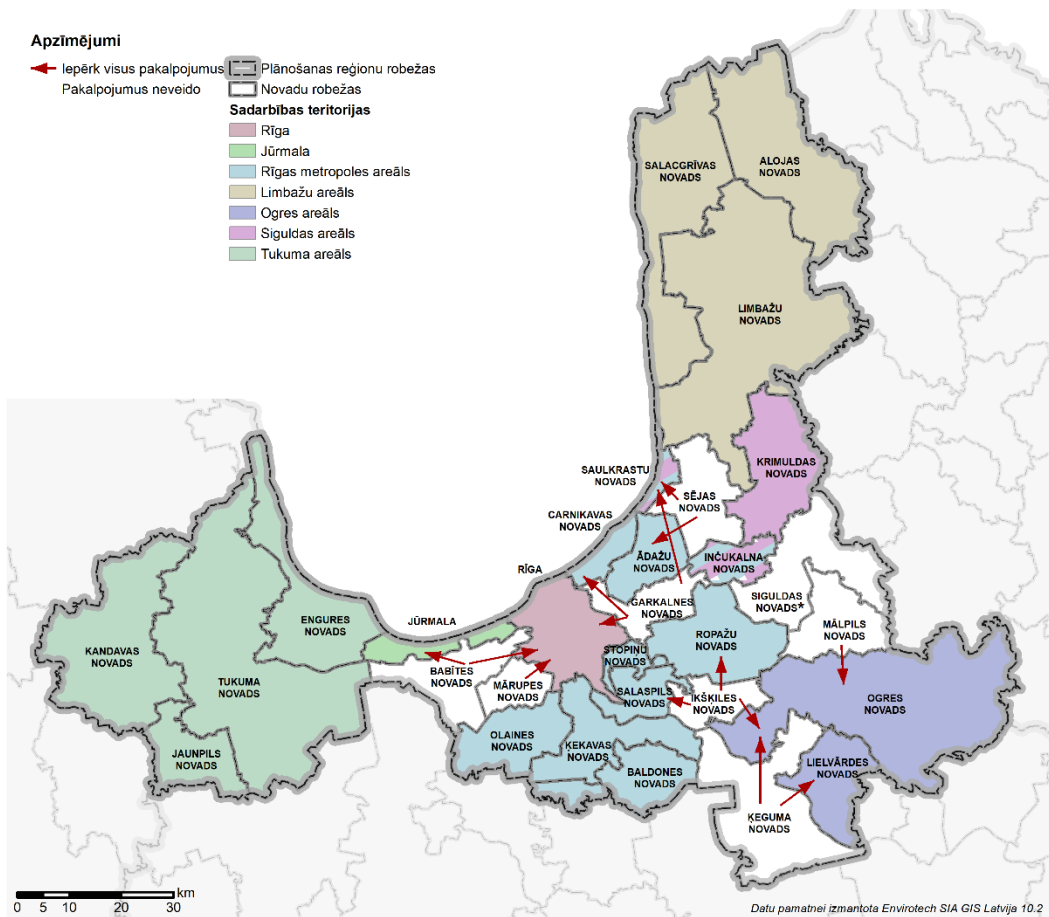 Apzīmējumi
Iepērk visus pakalpojumus
Plānošanas reģionu robežas
Pakalpojumus neveido
Novadu robežas
Sadarbības teritorijas
Rīga
Jūrmala
Rīgas metropoles areāls
Limbažu areāls
Ogres areāls
Siguldas areāls
Tukuma areāls
SALACGRĪVAS
NOVADS
ALOJAS
NOVADS
LIMBAŽU
NOVADS
KRIMULDAS
NOVADS
SAULKRASTU
NOVADS
SĒJAS
NOVADS
CARNIKAVAS
NOVADS
ĀDAŽU
NOVADS
INČUKALNA
NOVADS
RĪGA
GARKALNES
NOVADS
SIGULDAS
NOVADS*
MĀLPILS
NOVADS
ENGURES
NOVADS
JŪRMALA
KANDAVAS
NOVADS
TUKUMA
NOVADS
BABĪTES
NOVADS
MĀRUPES
NOVADS
STOPIŅU
NOVADS
ROPAŽU
NOVADS
SALASPILS
NOVADS
IKŠĶILES
NOVADS
OGRES
NOVADS
JAUNPILS
NOVADS
OLAINES
NOVADS
ĶEKAVAS
NOVADS
BALDONES
NOVADS
LIELVĀRDES
NOVADS
ĶEGUMA
NOVADS
km
0 5 10 20 30
Datu pamatnei izmantota Envirotech SIA GIS Latvija 10.2